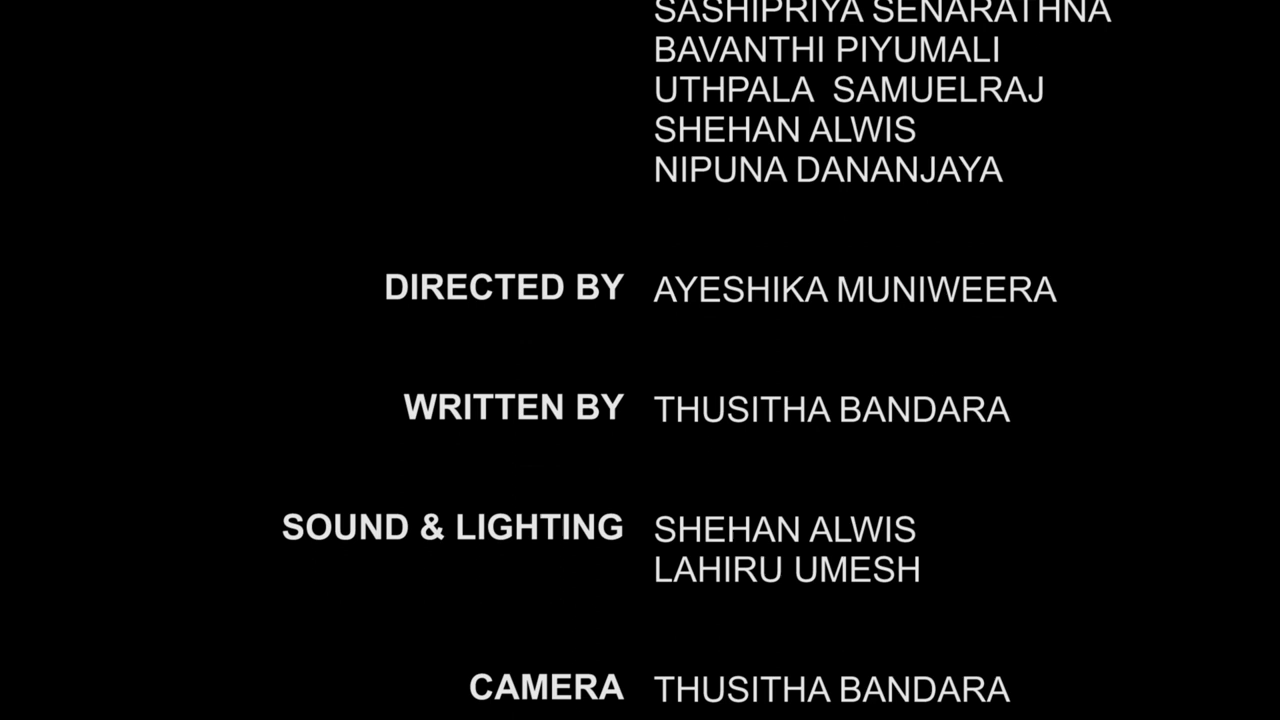 SASHIPRIYA SENARATHNA
BAVANTHI PIYUMALI
UTHPALA  SAMUELRAJ
SHEHAN ALWIS
NIPUNA DANANJAYA
DIRECTED BY AYESHIKA MUNIWEERA
WRITTEN BY THUSITHA BANDARA
SOUND & LIGHTING SHEHAN ALWIS
LAHIRU UMESH
CAMERA THUSITHA BANDARA